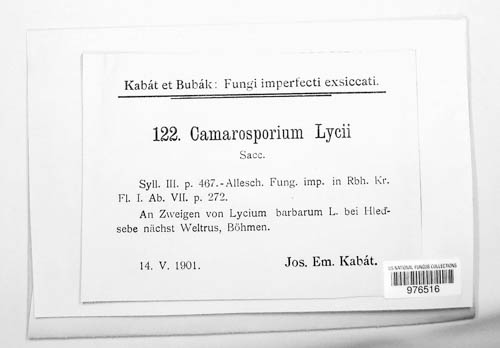 Kabát et Bubák: Fungi imperfecti exsiccati.
122. Camarosporium Lycii
Sacc.
Syll. III. p. 467.-Allesch. Fung. imp. in Rbh. Kr.
Fl. I. Ab. VII. p. 272.
An Zweigen von Lycium barbarum L. bei Hleď-
sebe nächst Weltrus, Böhmen.
14. V. 1901.
Jos. Em. Kabát.
US NATIONAL FUNGUS COLLECTIONS
976516